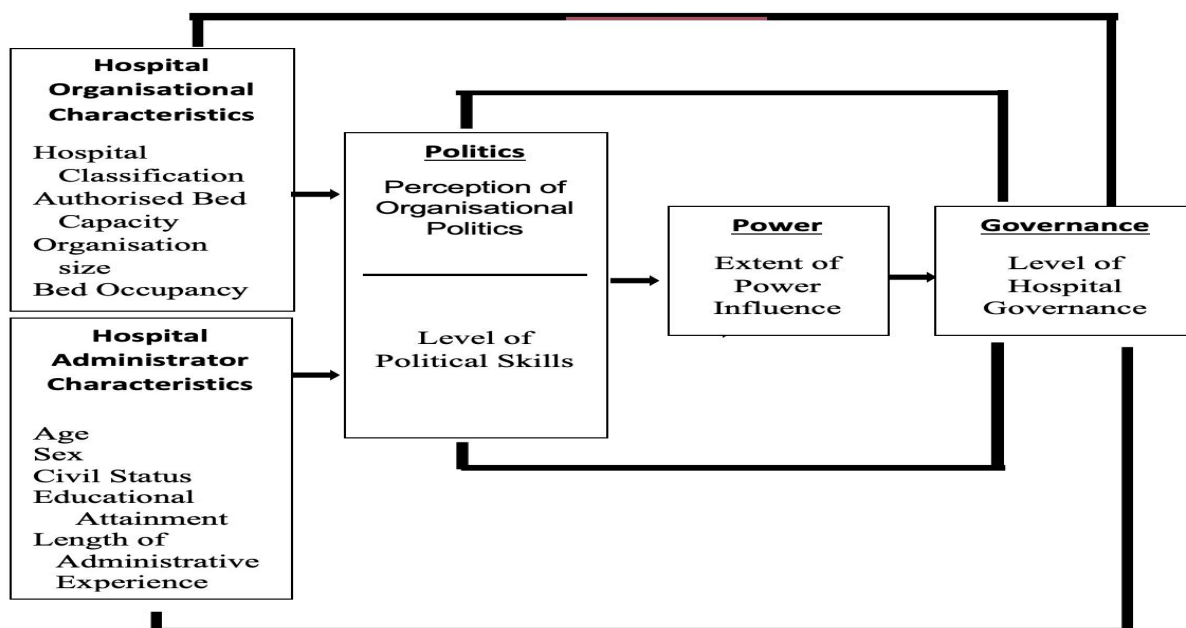 Hospital
Organisational
Characteristics
Hospital
Classification
Authorised Bed
Capacity
Organisation
size
Bed Occupancy
Hospital
Administrator
Characteristics
Age
Sex
Civil Status
Educational
Attainment
Length of
Administrative
Experience
Politics
Perception of
Organisational
Politics
Level of
Political Skills
Power
Extent of
Power
Influence
Governance
Level of
Hospital
Governance